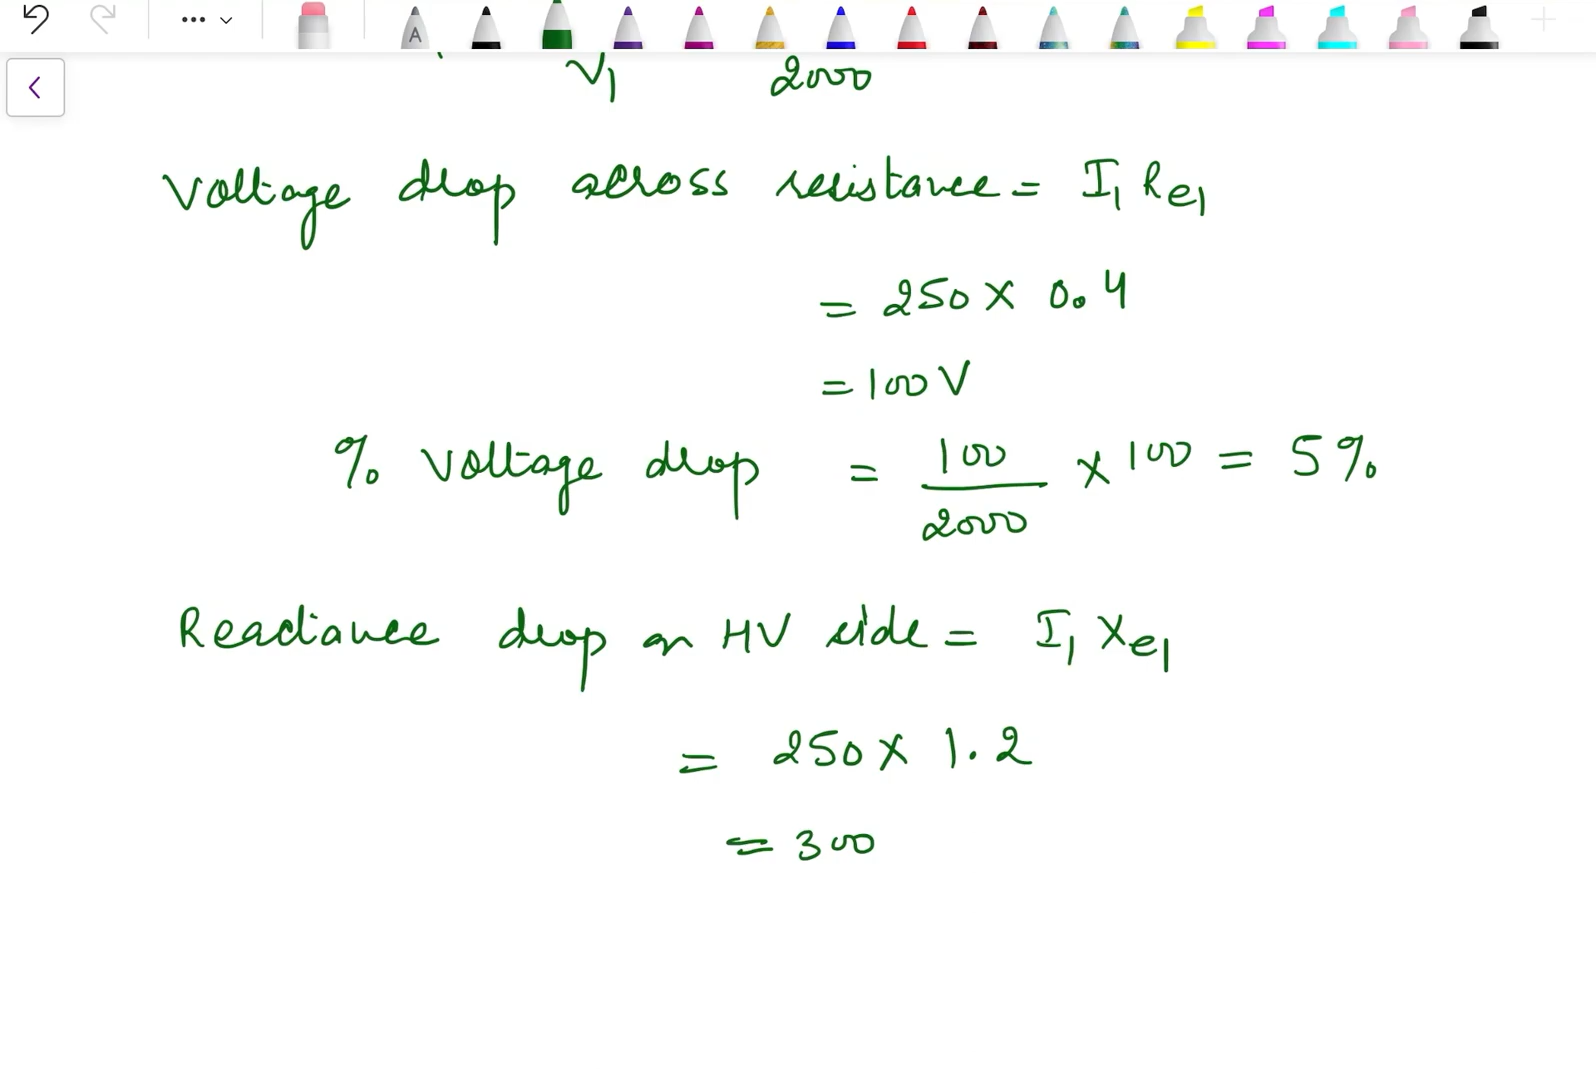 A
V1 2000
Voltage drop across resistance = I1 Re1
= 250 × 0.4
= 100 V
% voltage drop = 100/2000 × 100 = 5%
Reactance drop on HV side = I1 Xe1
= 250 × 1.2
= 300